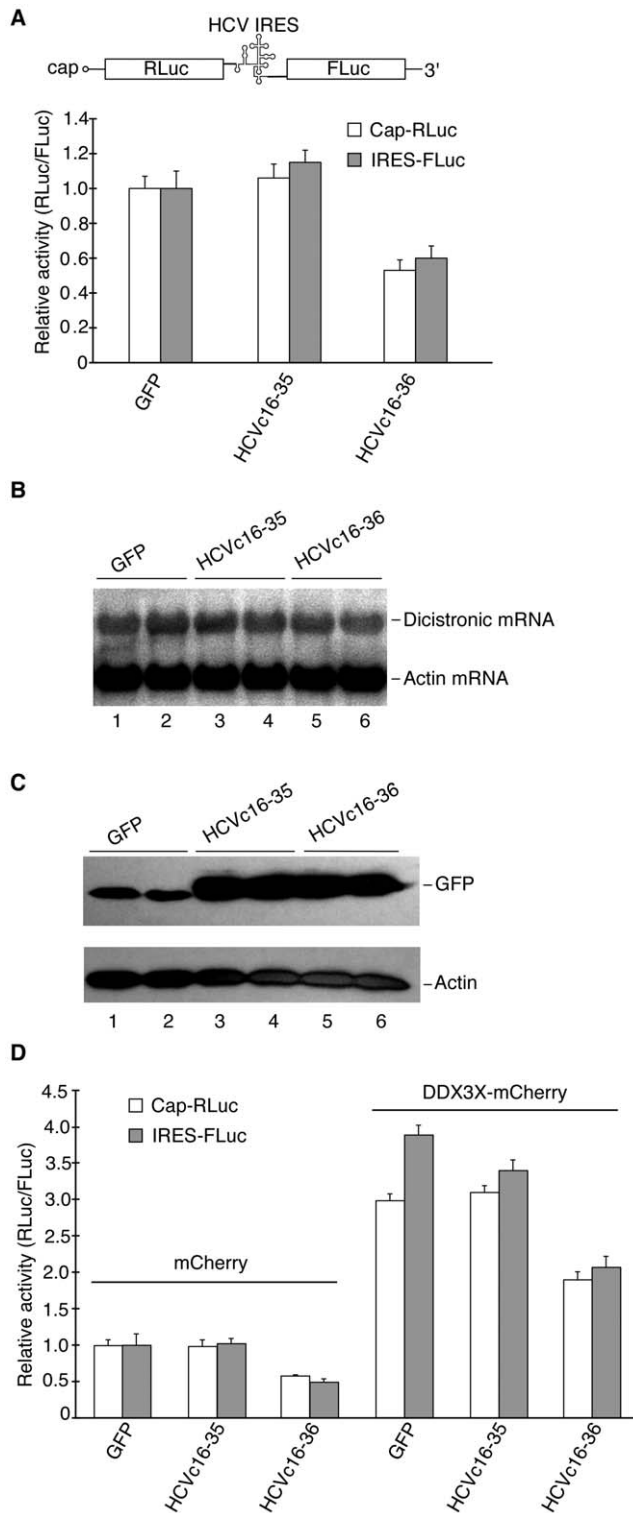 A
HCV IRES
cap RLuc FLuc 3'
Relative activity (RLuc/FLuc)
1.4
1.2
1.0
0.8
0.6
0.4
0.2
0
Cap-RLuc
IRES-FLuc
GFP
HCVc16-35
HCVc16-36
B
GFP
HCVc16-35
HCVc16-36
Dicistronic mRNA
Actin mRNA
1 2 3 4 5 6
C
GFP
HCVc16-35
HCVc16-36
GFP
Actin
1 2 3 4 5 6
D
Relative activity (RLuc/FLuc)
4.5
4.0
3.5
3.0
2.5
2.0
1.5
1.0
0.5
0
Cap-RLuc
IRES-FLuc
mCherry
DDX3X-mCherry
GFP
HCVc16-35
HCVc16-36
GFP
HCVc16-35
HCVc16-36